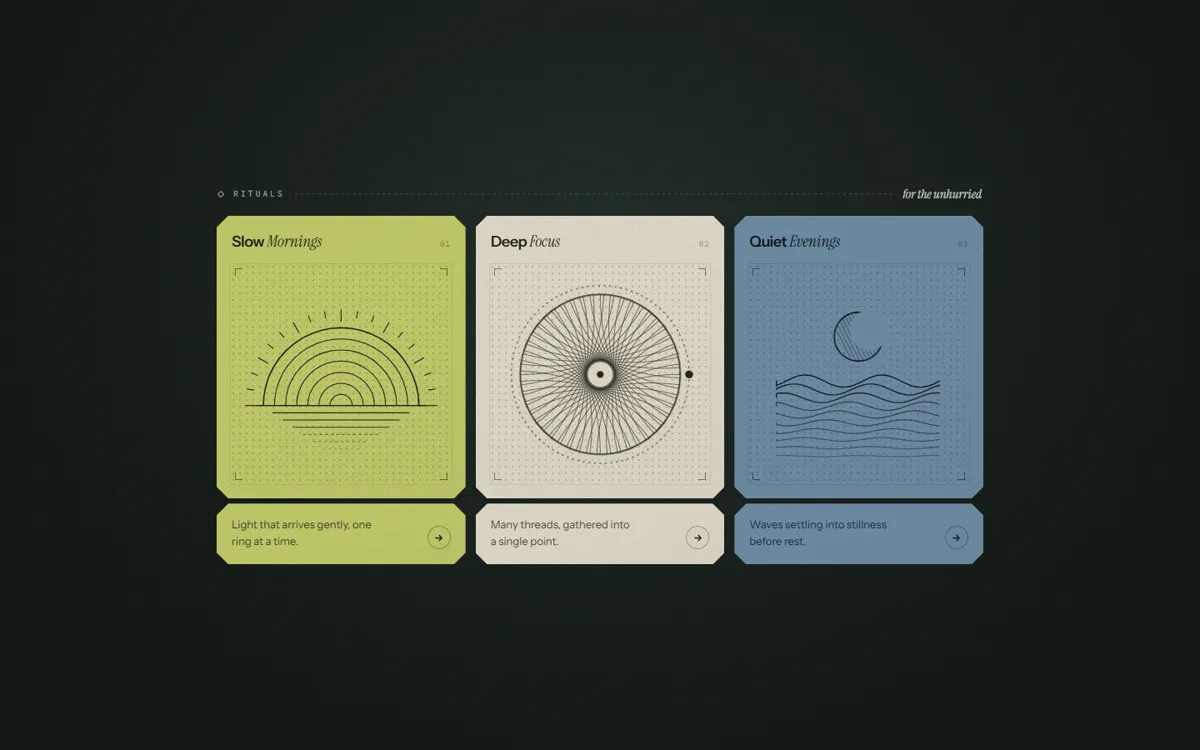 RITUALS
for the unhurried
Slow Mornings
01
Deep Focus
02
Quiet Evenings
03
Light that arrives gently, one
ring at a time.
Many threads, gathered into
a single point.
Waves settling into stillness
before rest.